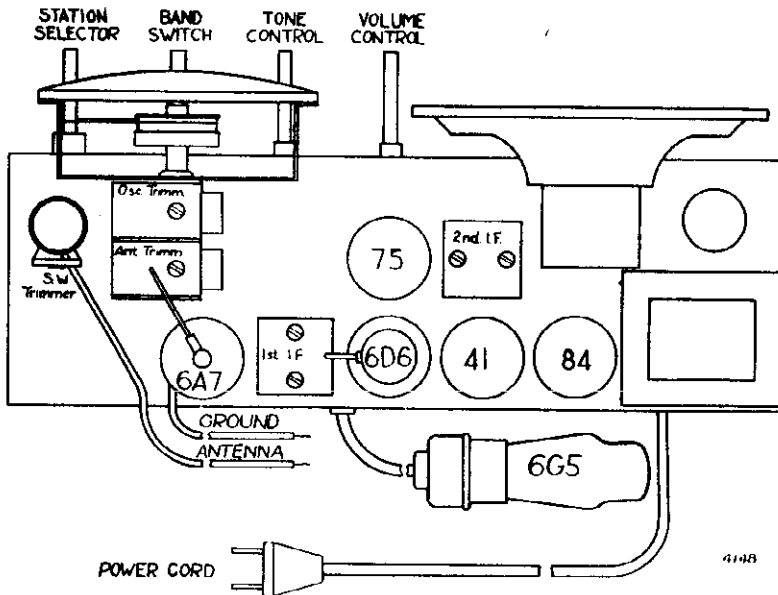 STATION SELECTOR
BAND SWITCH
TONE CONTROL
VOLUME CONTROL
Osc. Trimm
Ant. Trimm
S.W. Trimmer
75
2nd. I.F.
6A7
1st I.F.
6D6
41
84
GROUND
ANTENNA
6G5
POWER CORD
4148